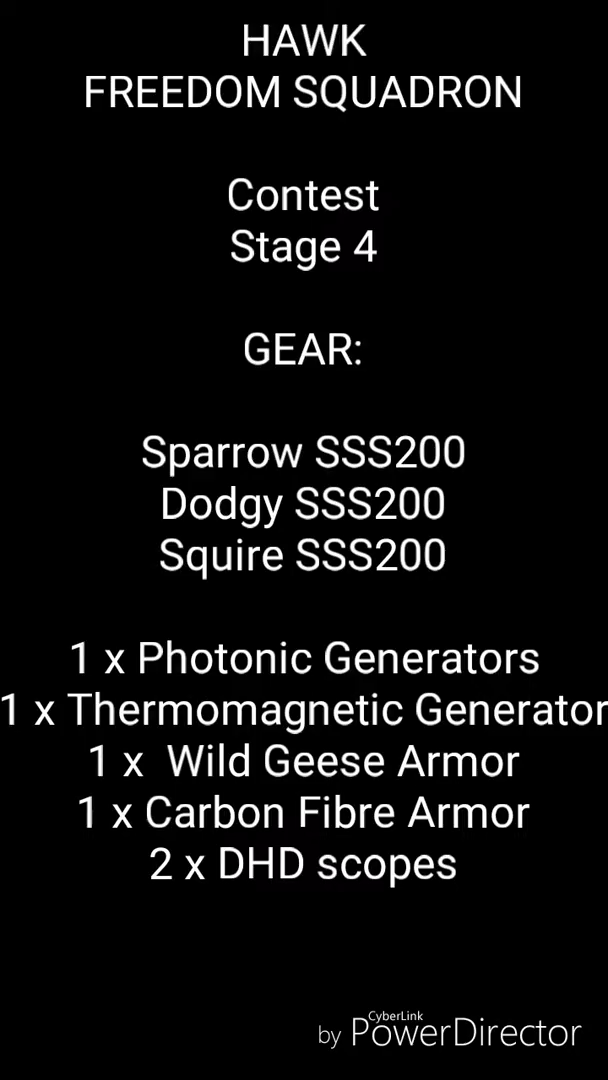 HAWK
FREEDOM SQUADRON
Contest
Stage 4
GEAR:
Sparrow SSS200
Dodgy SSS200
Squire SSS200
1 x Photonic Generators
1 x Thermomagnetic Generator
1 x  Wild Geese Armor
1 x Carbon Fibre Armor
2 x DHD scopes
CyberLink
by PowerDirector